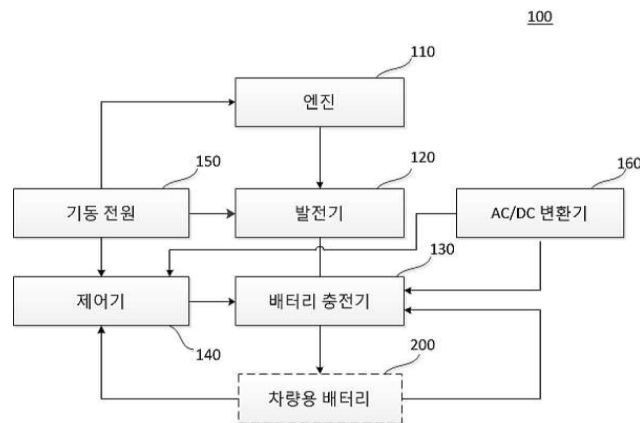 100
110
엔진
150
120
160
기동 전원
발전기
AC/DC 변환기
130
제어기
배터리 충전기
140
200
차량용 배터리